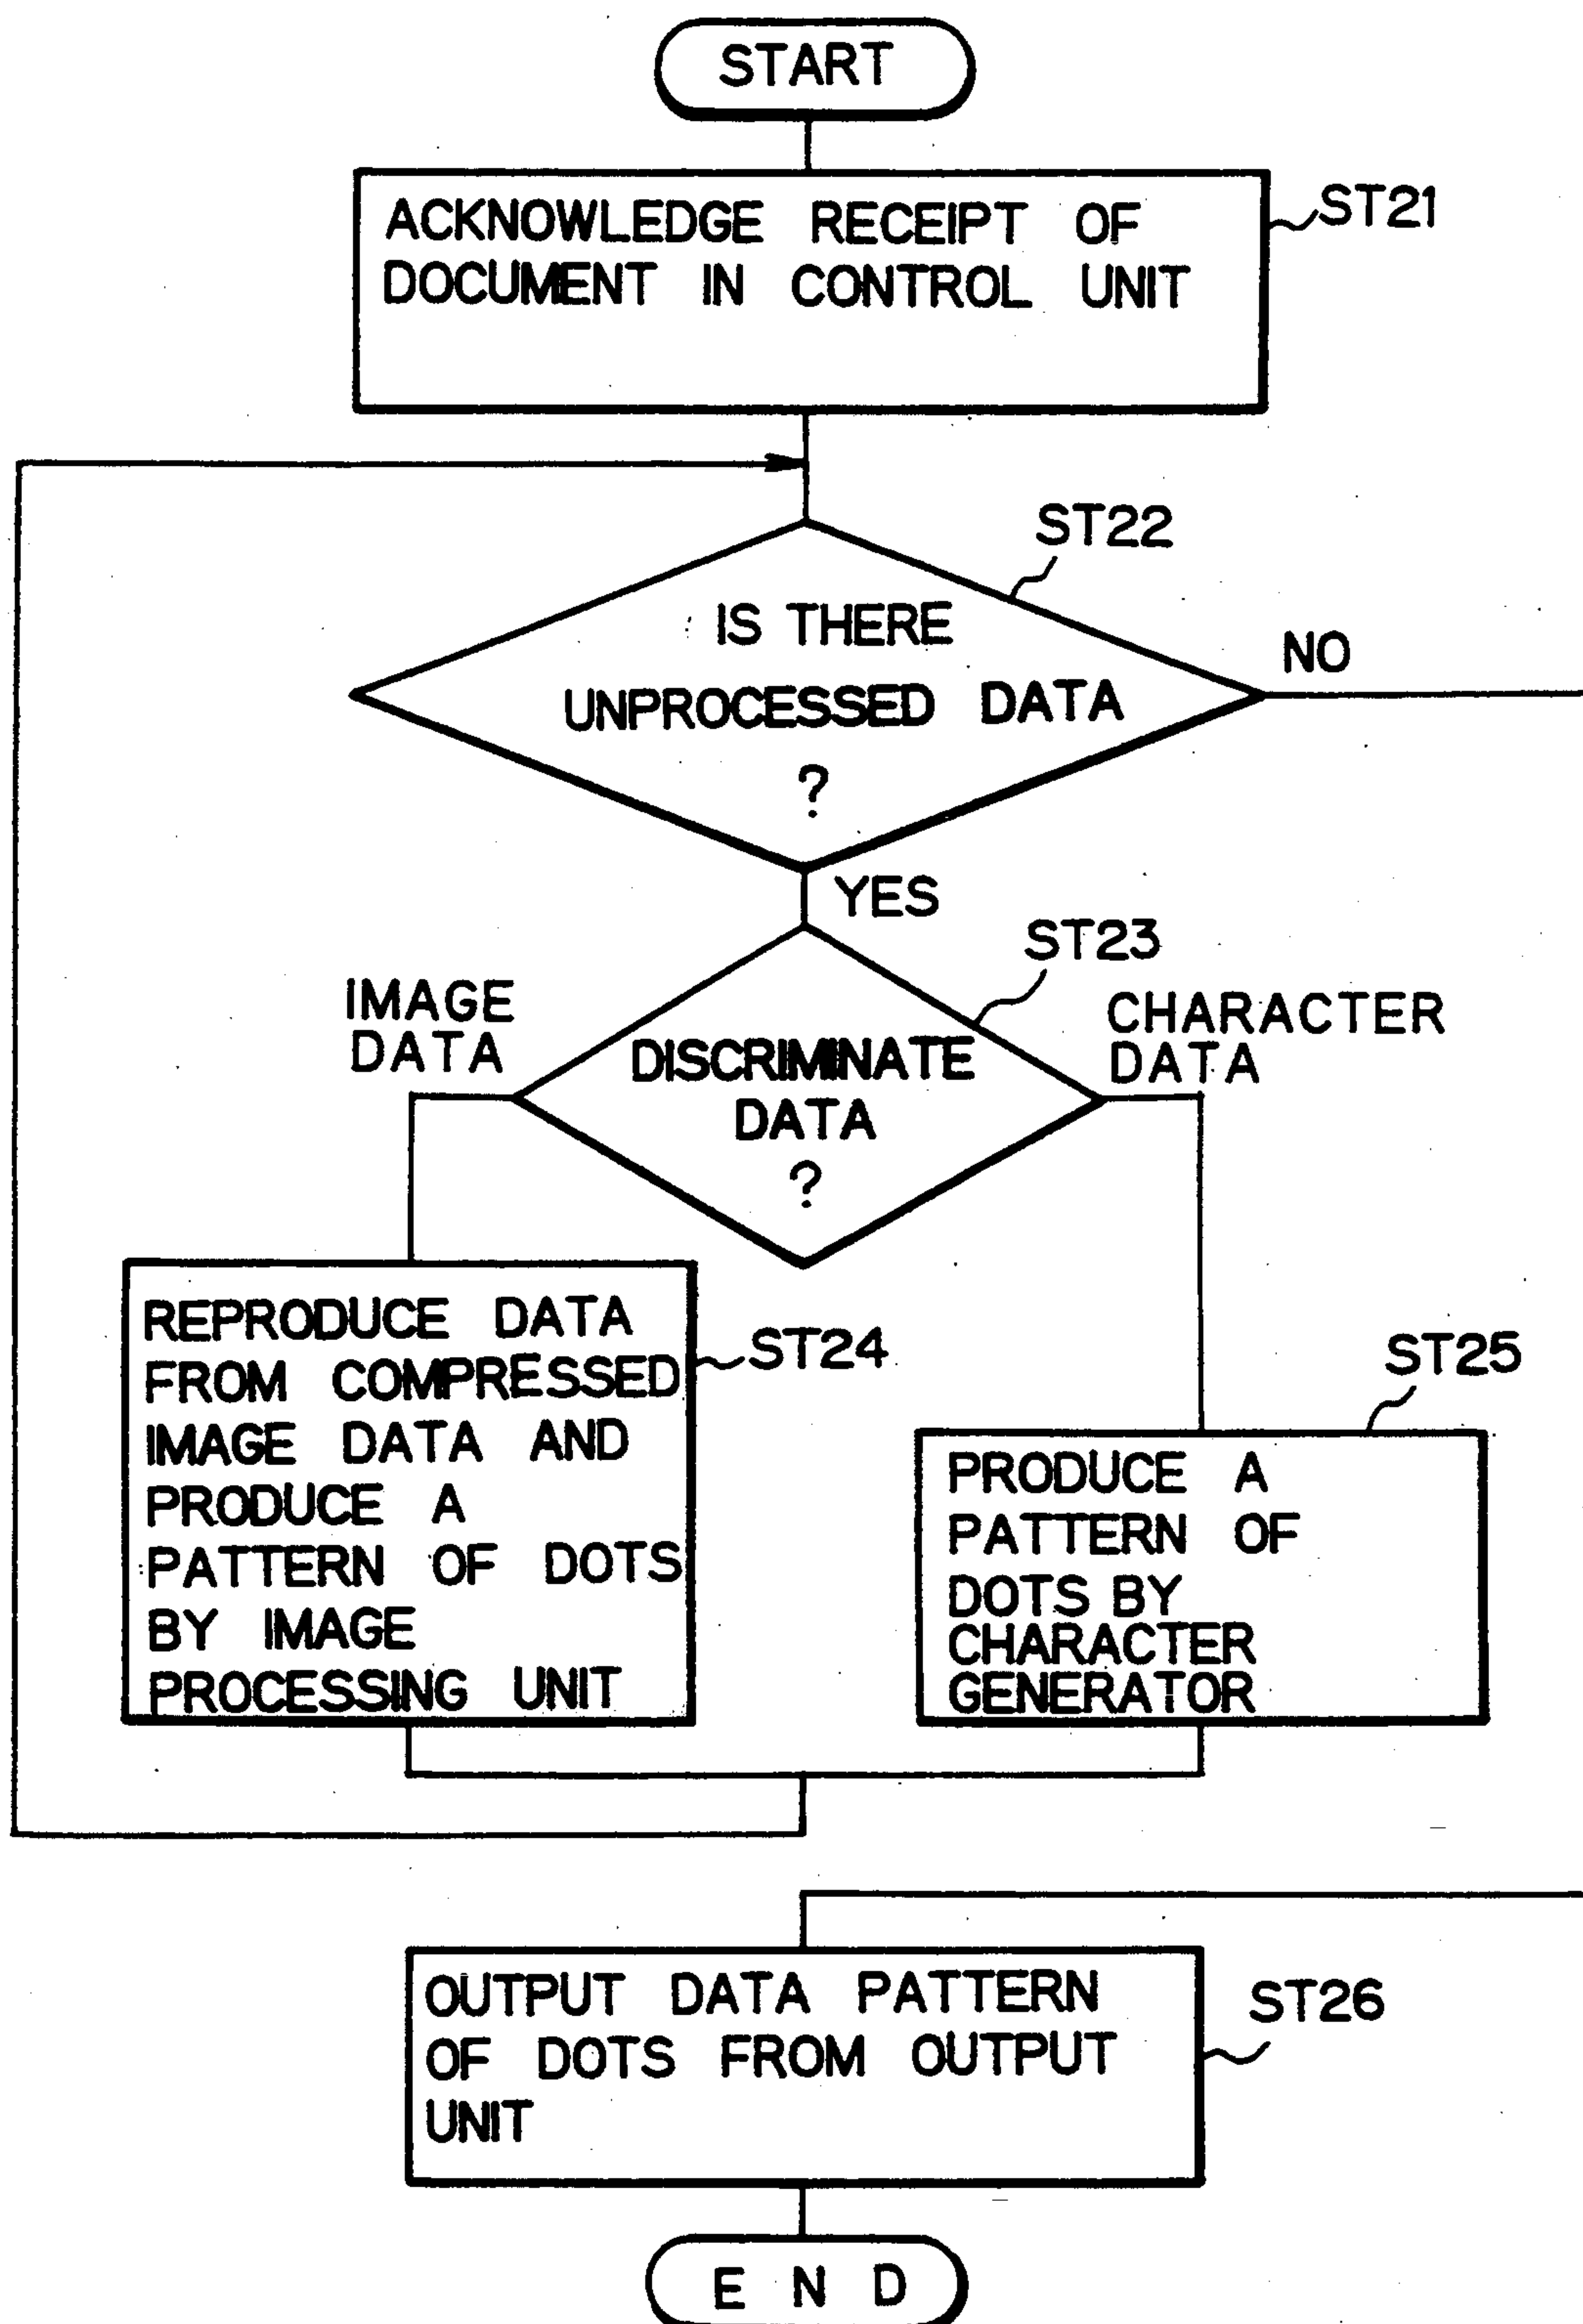 START
ACKNOWLEDGE RECEIPT OF
DOCUMENT IN CONTROL UNIT
ST21
ST22
IS THERE
UNPROCESSED DATA
?
NO
YES
ST23
IMAGE
DATA
DISCRIMINATE
DATA
?
CHARACTER
DATA
REPRODUCE DATA
FROM COMPRESSED
IMAGE DATA AND
PRODUCE A
PATTERN OF DOTS
BY IMAGE
PROCESSING UNIT
ST24
ST25
PRODUCE A
PATTERN OF
DOTS BY
CHARACTER
GENERATOR
OUTPUT DATA PATTERN
OF DOTS FROM OUTPUT
UNIT
ST26
END